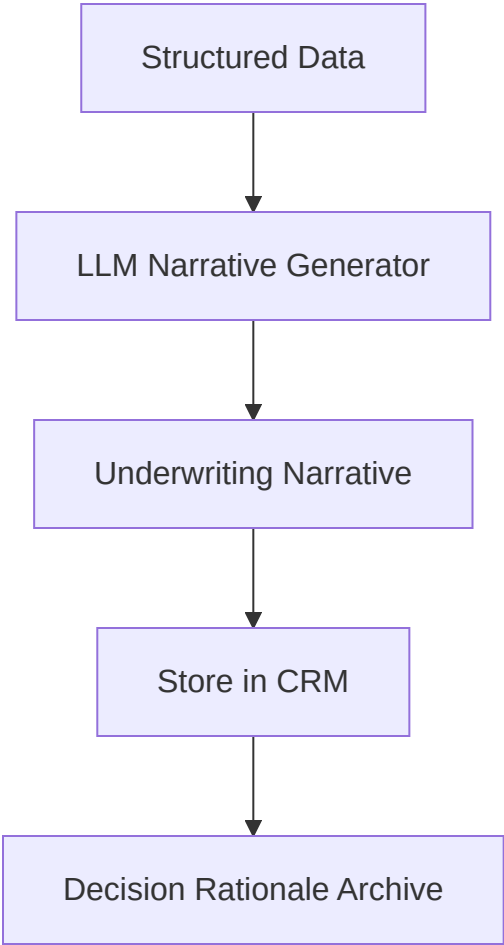 Structured Data
LLM Narrative Generator
Underwriting Narrative
Store in CRM
Decision Rationale Archive